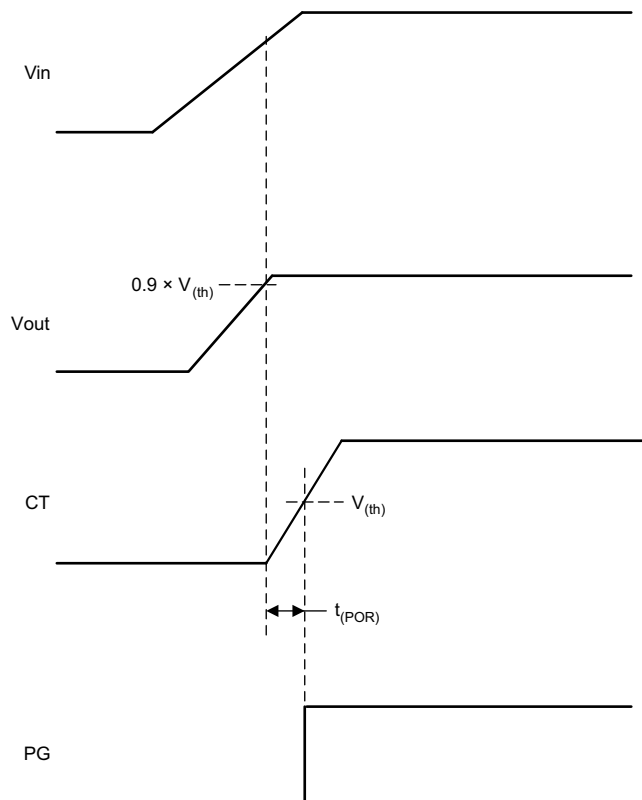 Vin
0.9 × V(th)
Vout
CT
V(th)
t(POR)
PG